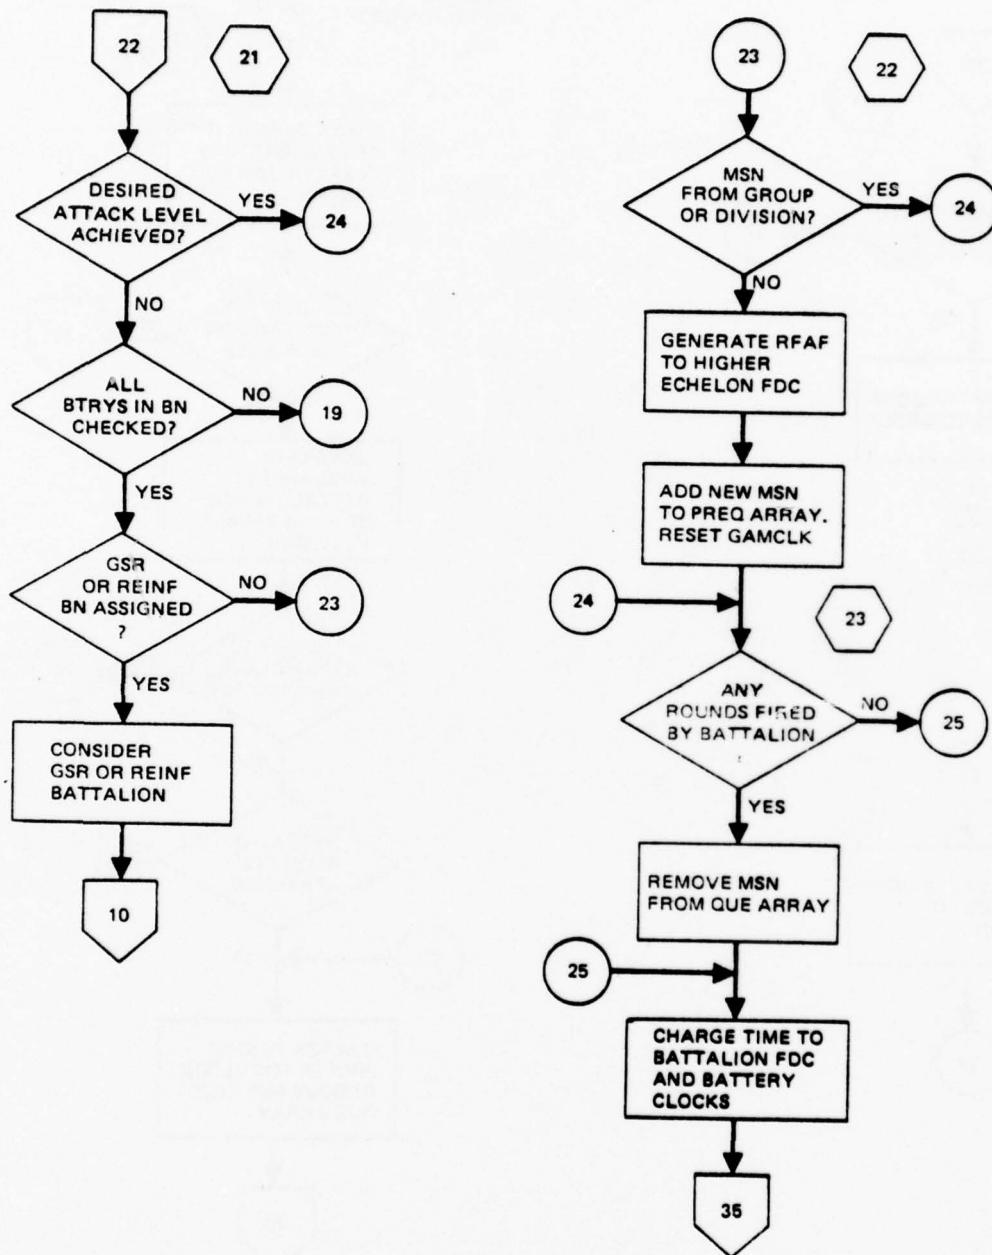 22
21
DESIRED
ATTACK LEVEL
ACHIEVED?
YES
24
NO
ALL
BTRYS IN BN
CHECKED?
NO
19
YES
GSR
OR REINF
BN ASSIGNED
?
NO
23
YES
CONSIDER
GSR OR REINF
BATTALION
10
23
22
MSN
FROM GROUP
OR DIVISION?
YES
24
NO
GENERATE RFAF
TO HIGHER
ECHELON FDC
ADD NEW MSN
TO PREQ ARRAY.
RESET GAMCLK
24
23
ANY
ROUNDS FIRED
BY BATTALION
NO
25
YES
REMOVE MSN
FROM QUE ARRAY
25
CHARGE TIME TO
BATTALION FDC
AND BATTERY
CLOCKS
35